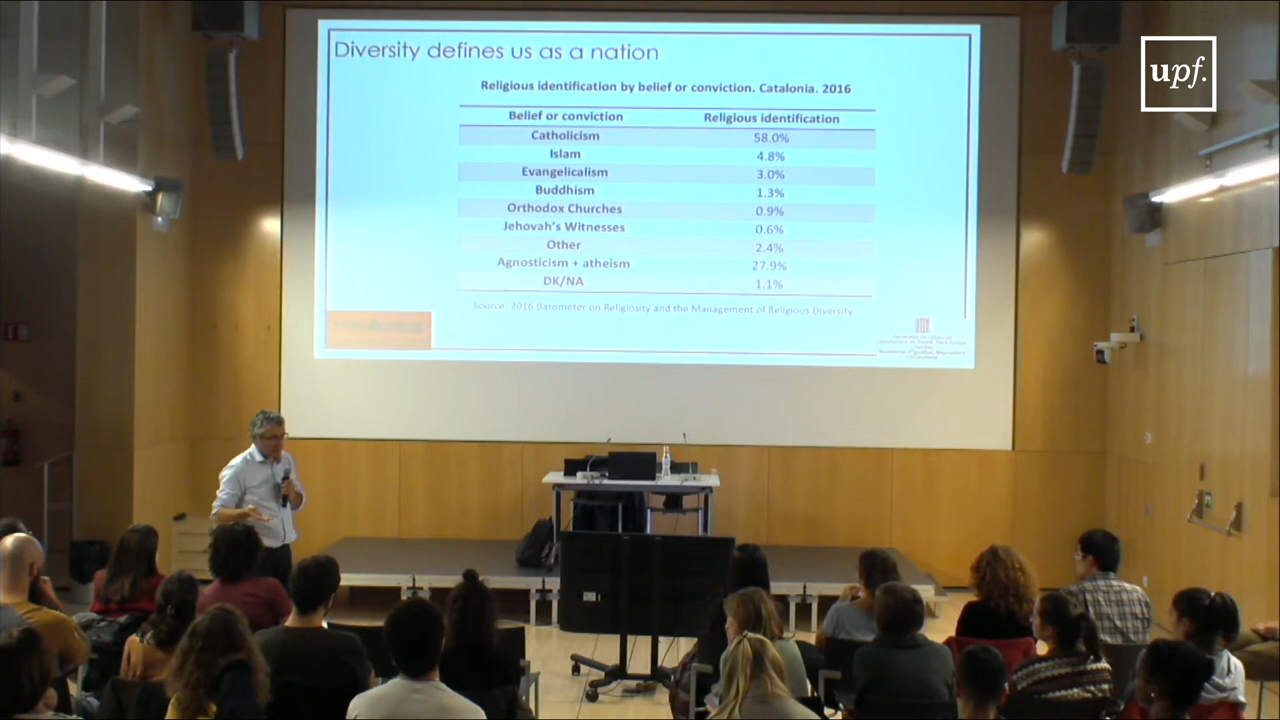 Diversity defines us as a nation
upf.
Religious identification by belief or conviction. Catalonia. 2016
Belief or conviction Religious identification
Catholicism 58.0%
Islam 4.8%
Evangelicalism 3.0%
Buddhism 1.3%
Orthodox Churches 0.9%
Jehovah's Witnesses 0.6%
Other 2.4%
Agnosticism + atheism 27.9%
DK/NA 1.1%
Source: 2016 Barometer on Religiosity and the Management of Religious Diversity